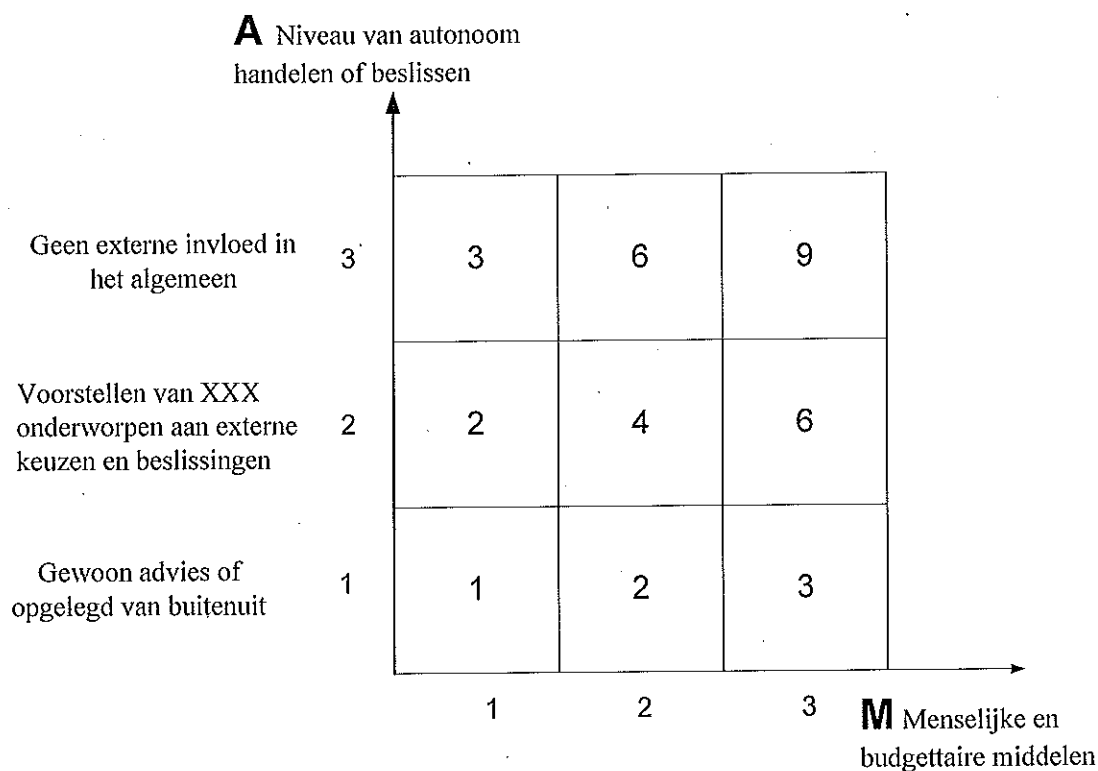 A Niveau van autonoom
handelen of beslissen
Geen externe invloed in
het algemeen
3
3 6 9
Voorstellen van XXX
onderworpen aan externe
keuzen en beslissingen
2
2 4 6
Gewoon advies of
opgelegd van buitenuit
1
1 2 3
1 2 3
M Menselijke en
budgettaire middelen